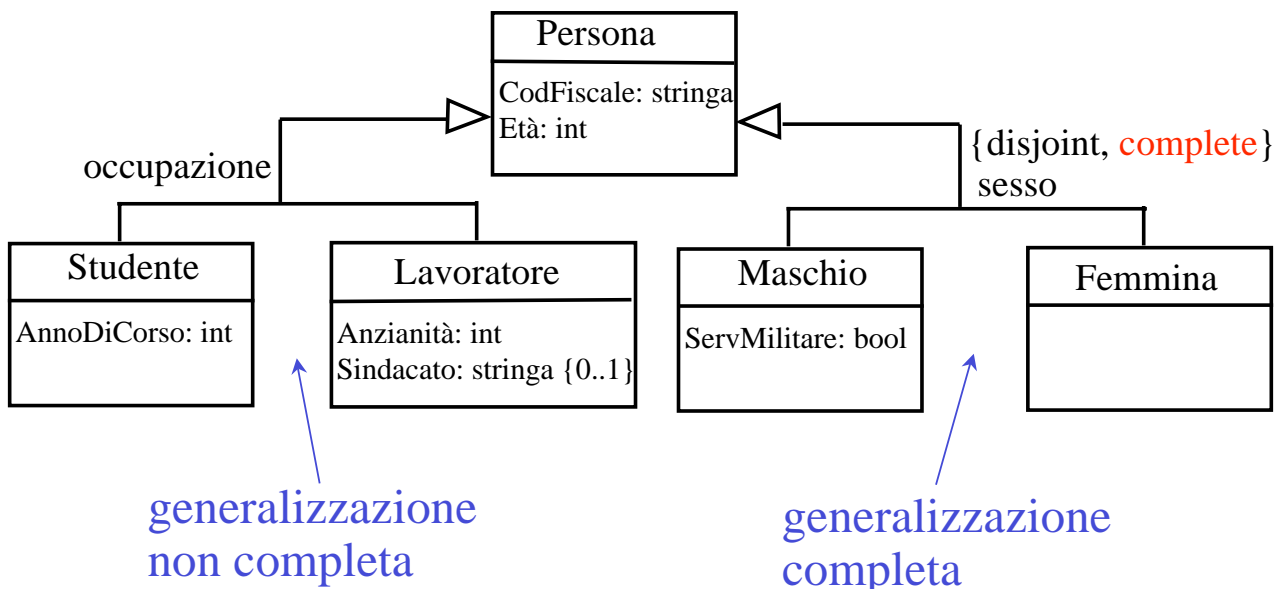 Persona
CodFiscale: stringa
Età: int
occupazione
{disjoint, complete}
sesso
Studente
AnnoDiCorso: int
Lavoratore
Anzianità: int
Sindacato: stringa {0..1}
Maschio
ServMilitare: bool
Femmina
generalizzazione
non completa
generalizzazione
completa